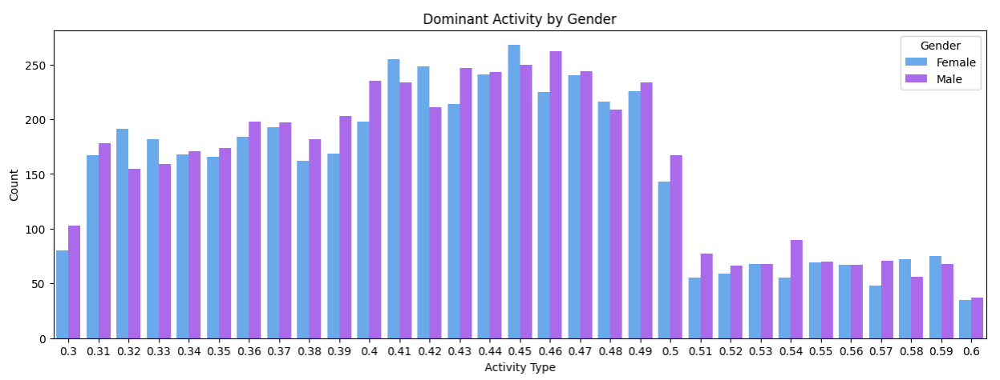 Dominant Activity by Gender
Gender
Female
Male
250
200
150
100
50
0
Count
0.3 0.31 0.32 0.33 0.34 0.35 0.36 0.37 0.38 0.39 0.4 0.41 0.42 0.43 0.44 0.45 0.46 0.47 0.48 0.49 0.5 0.51 0.52 0.53 0.54 0.55 0.56 0.57 0.58 0.59 0.6
Activity Type